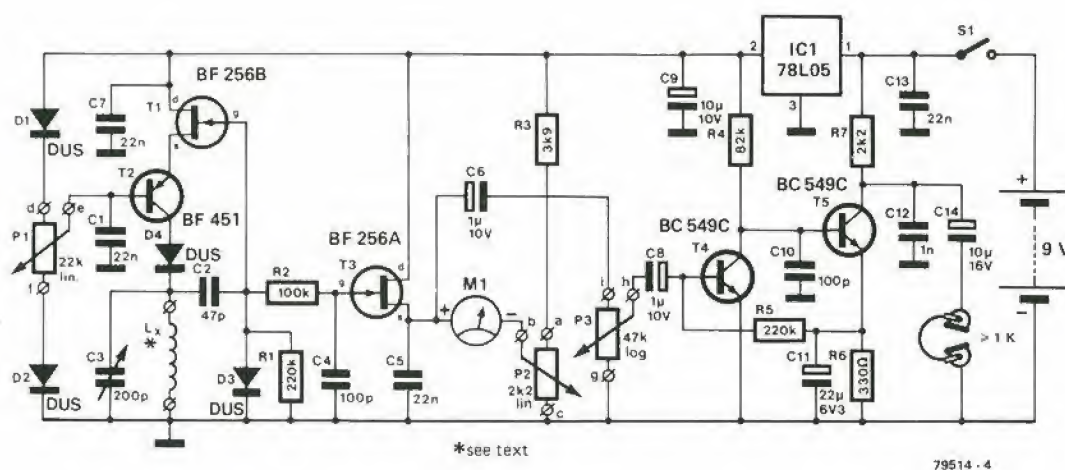 BF 256B
BF 451
BF 256A
BC 549C
BC 549C
IC1
78L05
1
2
3
S1
9 V
+
-
D1
DUS
D2
DUS
D3
DUS
D4
DUS
C7
22n
T1
d
g
s
T2
d
e
f
P1
22k
lin.
C1
22n
C2
47p
C3
200p
Lx
*
R1
220k
R2
100k
C4
100p
T3
g
d
s
C5
22n
C6
1µ
10V
M1
+
-
R3
3k9
b
a
P2
2k2
lin
c
i
h
P3
47k
log
g
C8
1µ
10V
C9
10µ
10V
R4
82k
T4
C10
100p
T5
R5
220k
C11
22µ
6V3
R6
330Ω
R7
2k2
C13
22n
C12
1n
C14
10µ
16V
≥ 1 K
*see text
79514 - 4